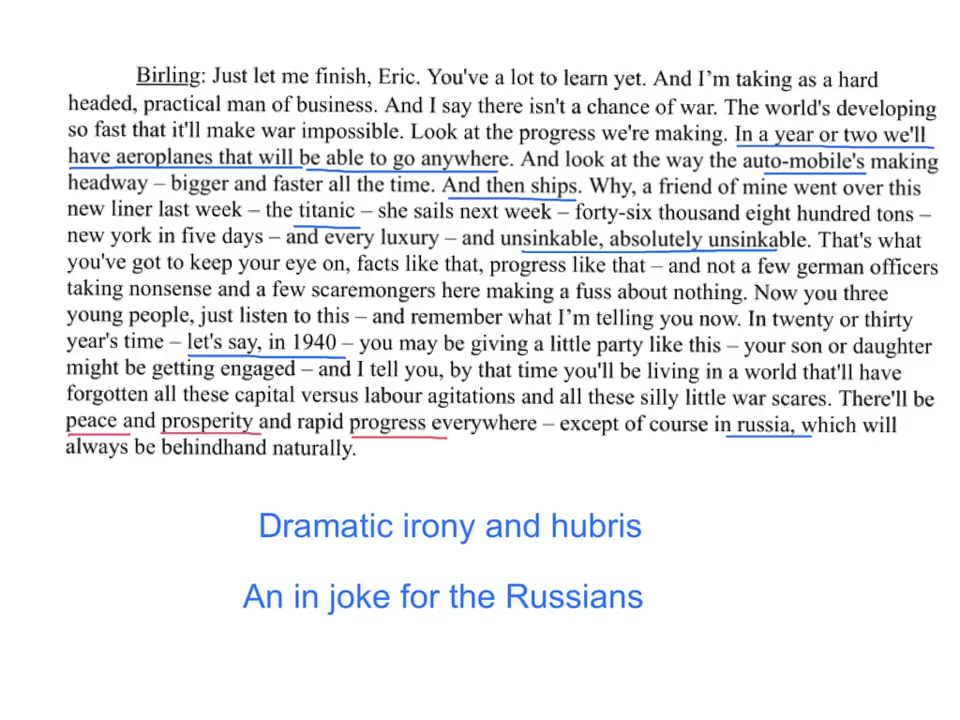 Birling: Just let me finish, Eric. You've a lot to learn yet. And I'm taking as a hard
headed, practical man of business. And I say there isn't a chance of war. The world's developing
so fast that it'll make war impossible. Look at the progress we're making. In a year or two we'll
have aeroplanes that will be able to go anywhere. And look at the way the auto-mobile's making
headway – bigger and faster all the time. And then ships. Why, a friend of mine went over this
new liner last week – the titanic – she sails next week – forty-six thousand eight hundred tons –
new york in five days – and every luxury – and unsinkable, absolutely unsinkable. That's what
you've got to keep your eye on, facts like that, progress like that – and not a few german officers
taking nonsense and a few scaremongers here making a fuss about nothing. Now you three
young people, just listen to this – and remember what I'm telling you now. In twenty or thirty
year's time – let's say, in 1940 – you may be giving a little party like this – your son or daughter
might be getting engaged – and I tell you, by that time you'll be living in a world that'll have
forgotten all these capital versus labour agitations and all these silly little war scares. There'll be
peace and prosperity and rapid progress everywhere – except of course in russia, which will
always be behindhand naturally.
Dramatic irony and hubris
An in joke for the Russians